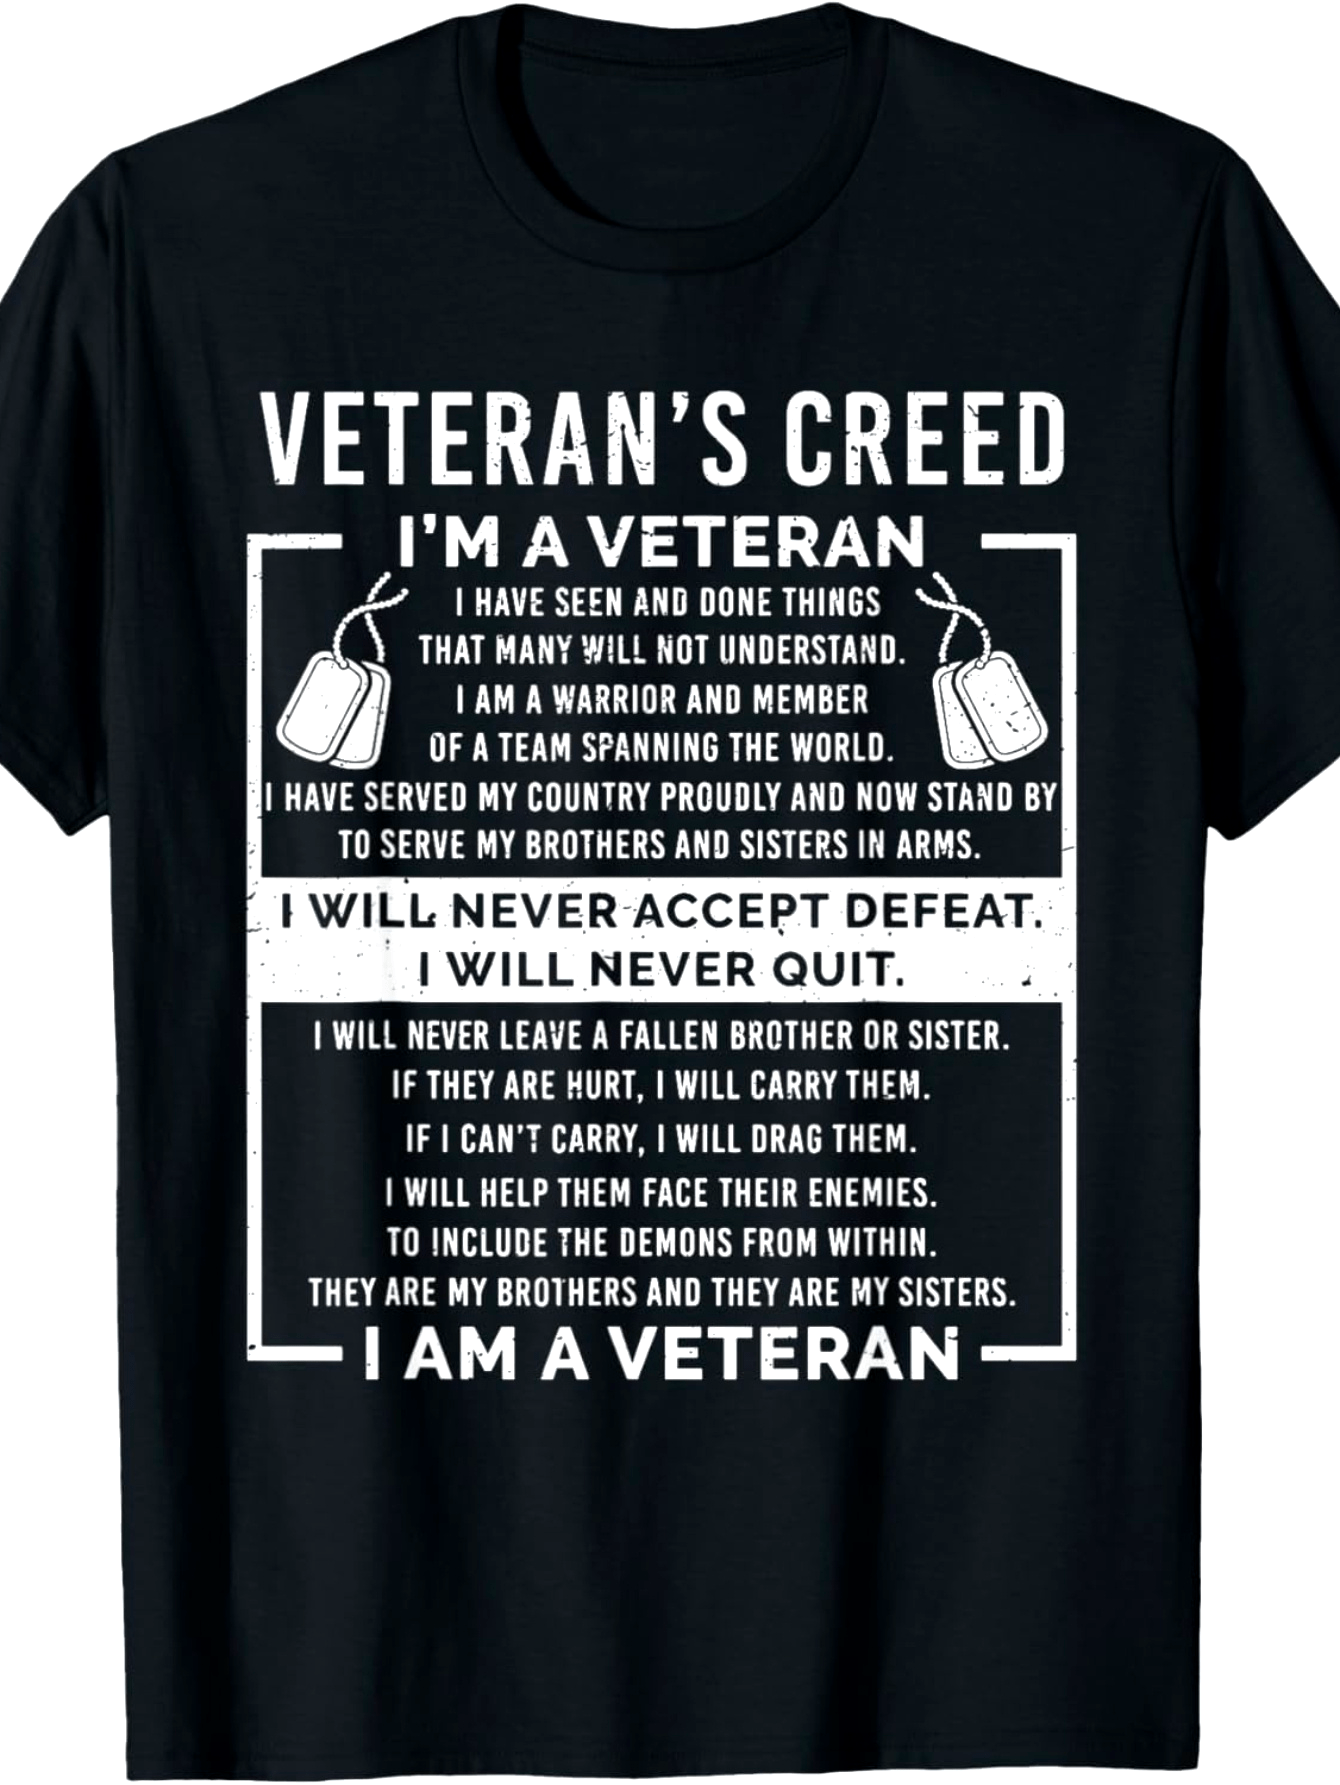 VETERAN'S CREED
I'M A VETERAN
I HAVE SEEN AND DONE THINGS
THAT MANY WILL NOT UNDERSTAND.
I AM A WARRIOR AND MEMBER
OF A TEAM SPANNING THE WORLD.
I HAVE SERVED MY COUNTRY PROUDLY AND NOW STAND BY
TO SERVE MY BROTHERS AND SISTERS IN ARMS.
I WILL NEVER ACCEPT DEFEAT.
I WILL NEVER QUIT.
I WILL NEVER LEAVE A FALLEN BROTHER OR SISTER.
IF THEY ARE HURT, I WILL CARRY THEM.
IF I CAN'T CARRY, I WILL DRAG THEM.
I WILL HELP THEM FACE THEIR ENEMIES.
TO INCLUDE THE DEMONS FROM WITHIN.
THEY ARE MY BROTHERS AND THEY ARE MY SISTERS.
I AM A VETERAN